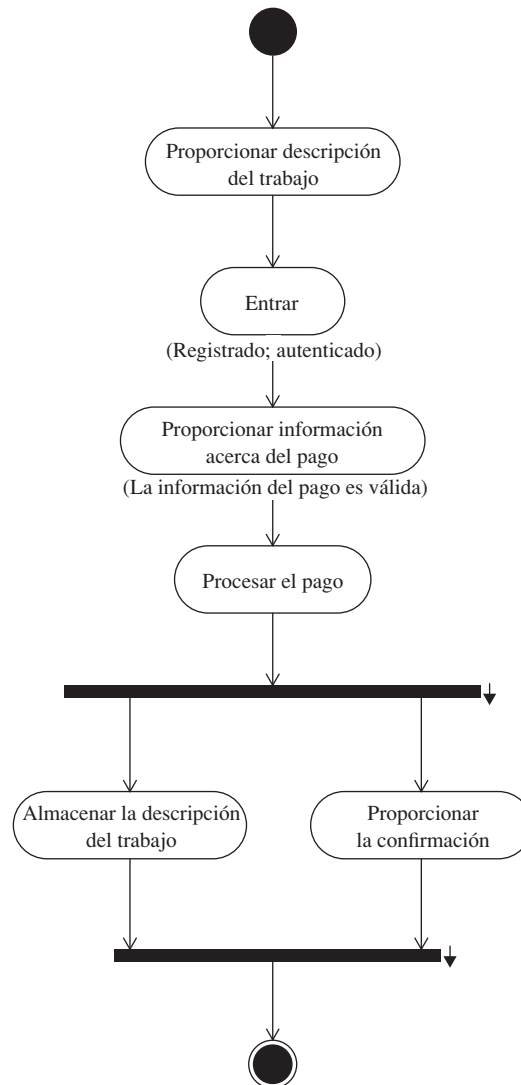 Proporcionar descripción
del trabajo
Entrar
(Registrado; autenticado)
Proporcionar información
acerca del pago
(La información del pago es válida)
Procesar el pago
Almacenar la descripción
del trabajo
Proporcionar
la confirmación